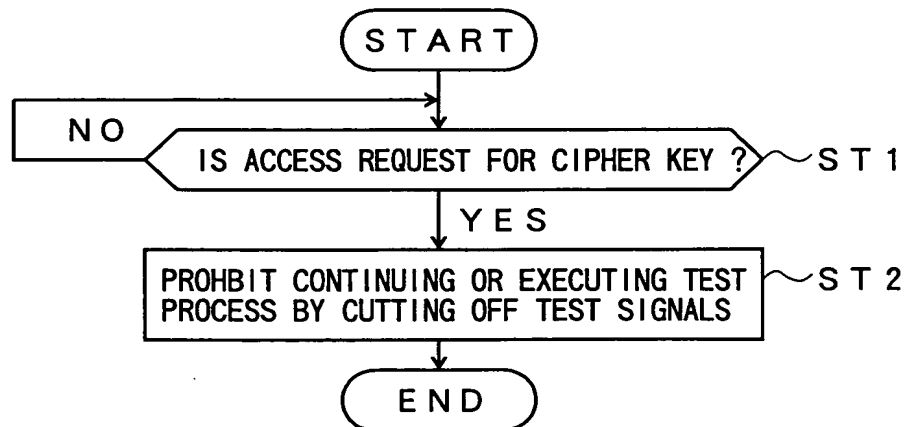 START
NO
IS ACCESS REQUEST FOR CIPHER KEY ?
ST1
YES
PROHBIT CONTINUING OR EXECUTING TEST
PROCESS BY CUTTING OFF TEST SIGNALS
ST2
END